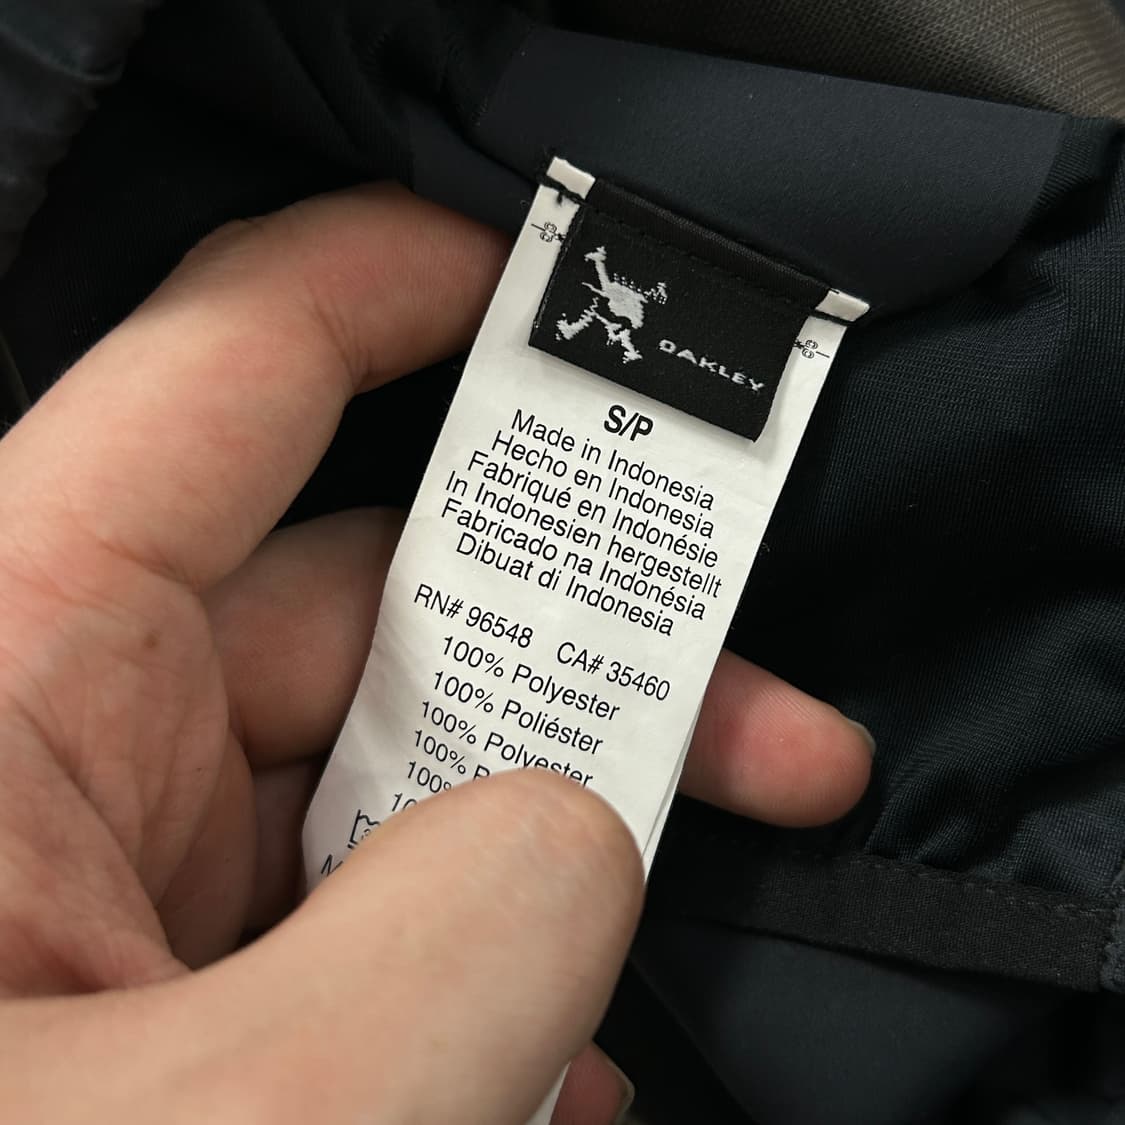 OAKLEY
S/P
Made in Indonesia
Hecho en Indonesia
Fabriqué en Indonésie
In Indonesien hergestellt
Fabricado na Indonésia
Dibuat di Indonesia
RN# 96548 CA# 35460
100% Polyester
100% Poliéster
100% Polyester
100%